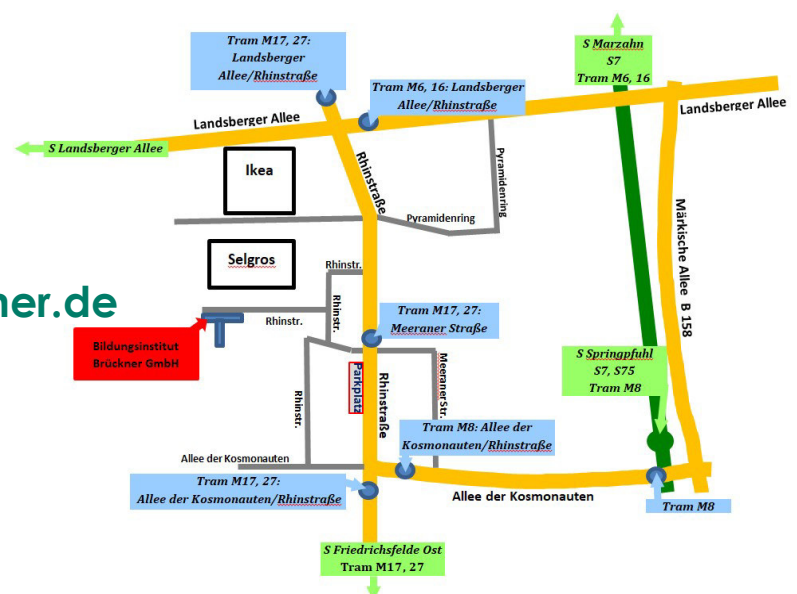 Tram M17, 27:
Landsberger
Allee/Rhinstraße
S Marzahn
S7
Tram M6, 16
Tram M6, 16: Landsberger
Allee/Rhinstraße
Landsberger Allee
Landsberger Allee
S Landsberger Allee
Ikea
Rhinstraße
Pyramidenring
Pyramidenring
Märkische Allee B 158
Selgros
Rhinstr.
ner.de
Rhinstr.
Rhinstr.
Tram M17, 27:
Meeraner Straße
Bildungsinstitut
Brückner GmbH
S Springpfuhl
S7, S75
Tram M8
Rhinstr.
Parkplatz
Rhinstraße
Meeraner Str.
Tram M8: Allee der
Kosmonauten/Rhinstraße
Allee der Kosmonauten
Tram M17, 27:
Allee der Kosmonauten/Rhinstraße
Allee der Kosmonauten
Tram M8
S Friedrichsfelde Ost
Tram M17, 27